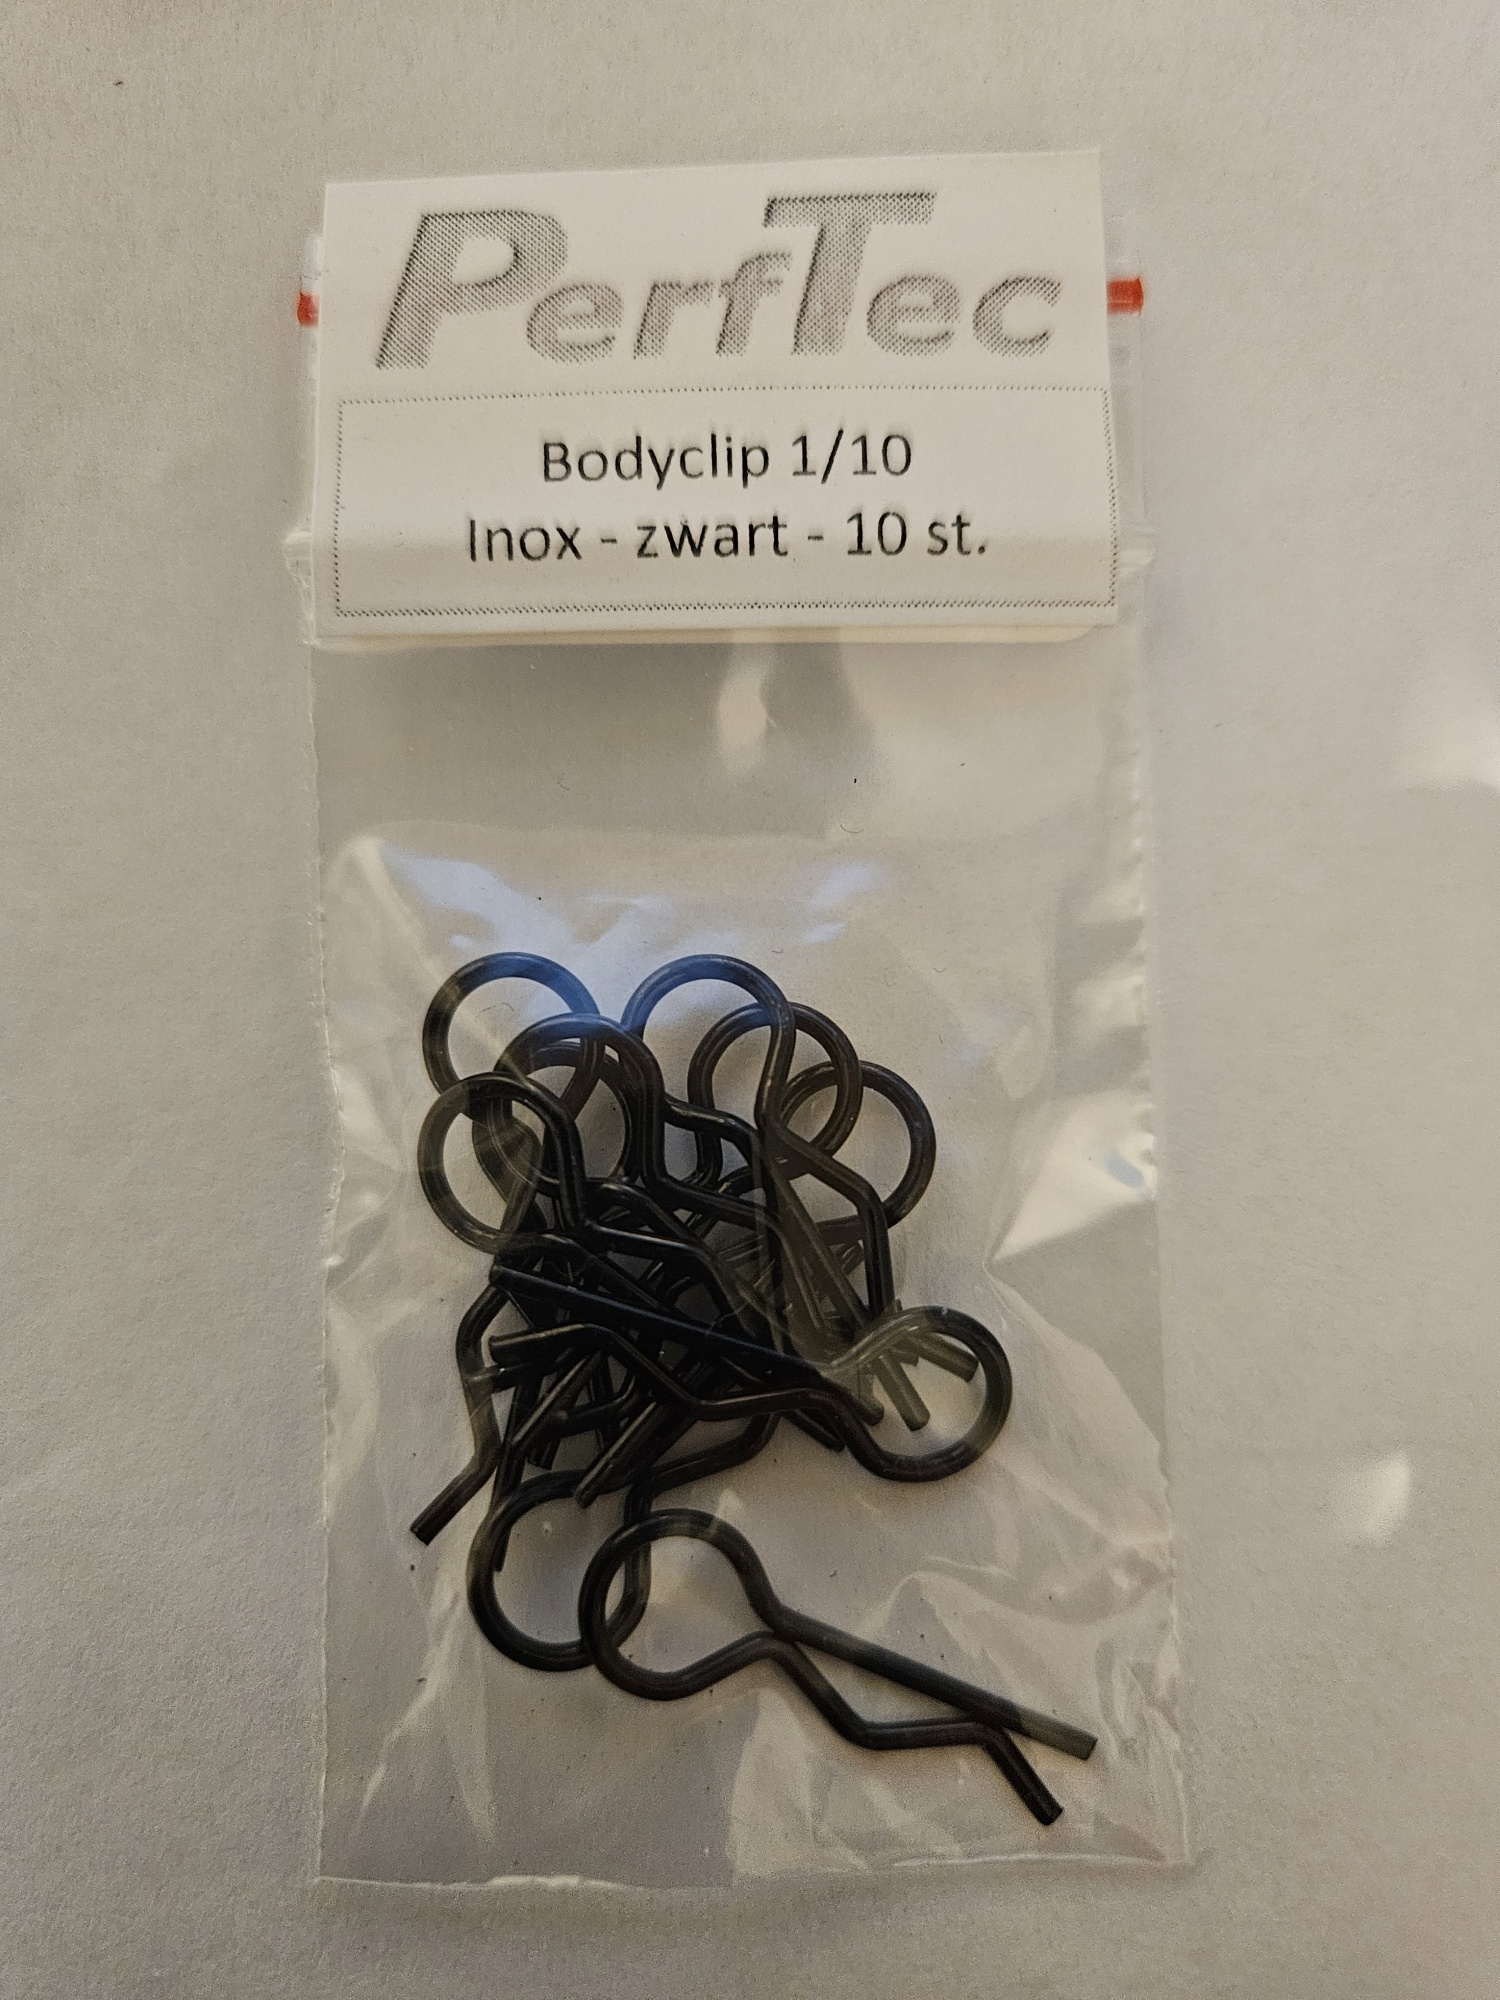 PerfTec
Bodyclip 1/10
Inox - zwart - 10 st.